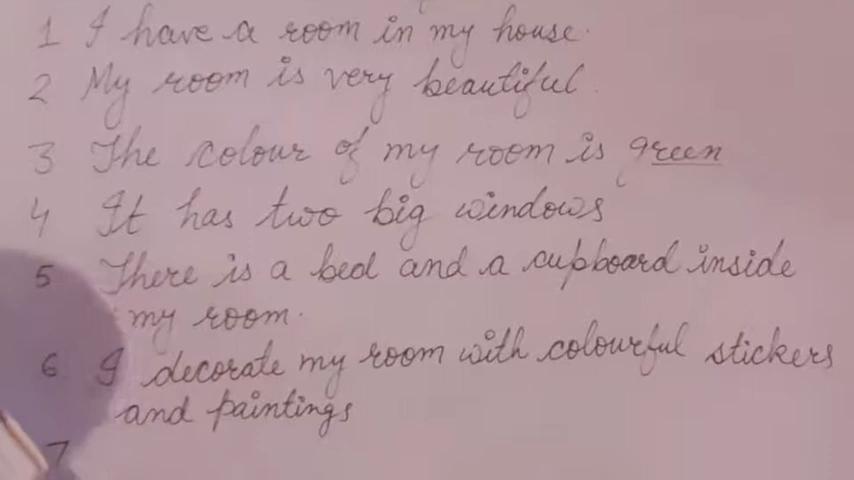 1 I have a room in my house.
2 My room is very beautiful.
3 The colour of my room is green
4 It has two big windows
5 There is a bed and a cupboard inside
my room.
6 I decorate my room with colourful stickers
and paintings
7